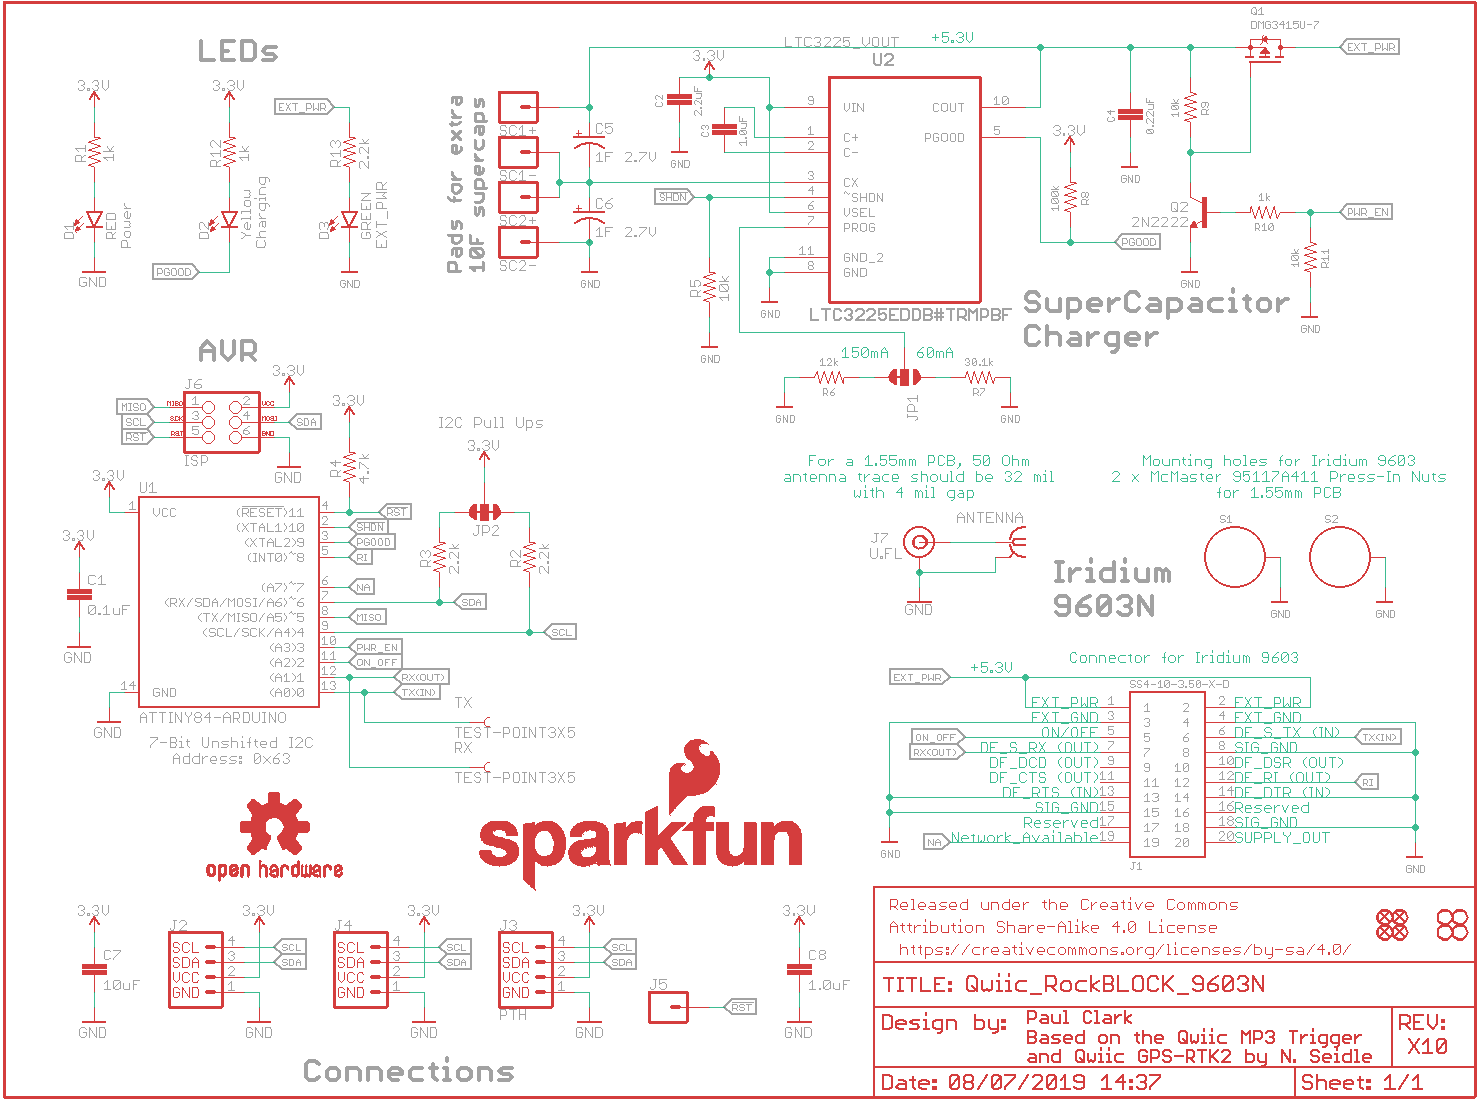 LEDs
3.3V
R1
1k
D1
RED
Power
GND
3.3V
R12
1k
D2
Yellow
Charging
PGOOD
EXT_PWR
R13
2.2k
D3
GREEN
EXT_PWR
GND
Pads for extra
10F supercaps
SC1+
SC1-
SC2+
SC2-
C5
1F 2.7V
C6
1F 2.7V
GND
LTC3225_VOUT
+5.3V
U2
3.3V
C2
2.2uF
GND
C3
1.0uF
9 VIN
1 C+
2 C-
3 CX
4 ~SHDN
6 VSEL
7 PROG
11 GND_2
8 GND
COUT 10
PGOOD 5
LTC3225EDDB#TRMPBF
SHDN
R5
10k
GND
GND
150mA 60mA
12k
R6
30.1k
R7
JP1
GND
GND
3.3V
100k
R8
PGOOD
C4
0.22uF
GND
10k
R9
Q1
DMG3415U-7
EXT_PWR
Q2
2N2222
GND
1k
R10
PWR_EN
10k
R11
GND
SuperCapacitor
Charger
AVR
J6
3.3V
MISO
SCL
RST
MISO
SCK
RST
1 2
3 4
5 6
VCC
MOSI
GND
SDA
ISP
GND
3.3V
R4
4.7k
I2C Pull Ups
3.3V
JP2
R3
2.2k
R2
2.2k
3.3V
C1
0.1uF
GND
3.3V
U1
1 VCC
14 GND
GND
(RESET)11 4 RST
(XTAL1)10 2 SHDN
(XTAL2)9 3 PGOOD
(INT0)~8 5 RI
(A7)~7 6 NA
(RX/SDA/MOSI/A6)~6 7 SDA
(TX/MISO/A5)~5 8 MISO
(SCL/SCK/A4)4 9 SCL
(A3)3 10 PWR_EN
(A2)2 11 ON_OFF
(A1)1 12 RX(OUT)
(A0)0 13 TX(IN)
ATTINY84-ARDUINO
7-Bit Unshifted I2C
Address: 0x63
TX
TEST-POINT3X5
RX
TEST-POINT3X5
For a 1.55mm PCB, 50 Ohm
antenna trace should be 32 mil
with 4 mil gap
J7
U.FL
ANTENNA
GND
Mounting holes for Iridium 9603
2 x McMaster 95117A411 Press-In Nuts
for 1.55mm PCB
S1
GND
S2
GND
Iridium
9603N
Connector for Iridium 9603
EXT_PWR
+5.3V
SS4-10-3.50-X-D
EXT_PWR 1 1 2 2 EXT_PWR
EXT_GND 3 3 4 4 EXT_GND
ON_OFF ON/OFF 5 5 6 6 DF_S_TX (IN) TX(IN)
RX(OUT) DF_S_RX (OUT) 7 7 8 8 SIG_GND
DF_DCD (OUT) 9 9 10 10 DF_DSR (OUT)
DF_CTS (OUT) 11 11 12 12 DF_RI (OUT) RI
DF_RTS (IN) 13 13 14 14 DF_DTR (IN)
SIG_GND 15 15 16 16 Reserved
Reserved 17 17 18 18 SIG_GND
NA Network_Available 19 19 20 20 SUPPLY_OUT
GND
J1
GND
open hardware
sparkfun
3.3V
C7
10uF
GND
J2
3.3V
SCL 4 SCL
SDA 3 SDA
VCC 2
GND 1
GND
J4
3.3V
SCL 4 SCL
SDA 3 SDA
VCC 2
GND 1
GND
J3
3.3V
SCL 4 SCL
SDA 3 SDA
VCC 2
GND 1
PTH
GND
J5
RST
3.3V
C8
1.0uF
GND
Connections
Released under the Creative Commons
Attribution Share-Alike 4.0 License
https://creativecommons.org/licenses/by-sa/4.0/
TITLE: Qwiic_RockBLOCK_9603N
Design by: Paul Clark
Based on the Qwiic MP3 Trigger
and Qwiic GPS-RTK2 by N. Seidle
REV:
X10
Date: 08/07/2019 14:37
Sheet: 1/1